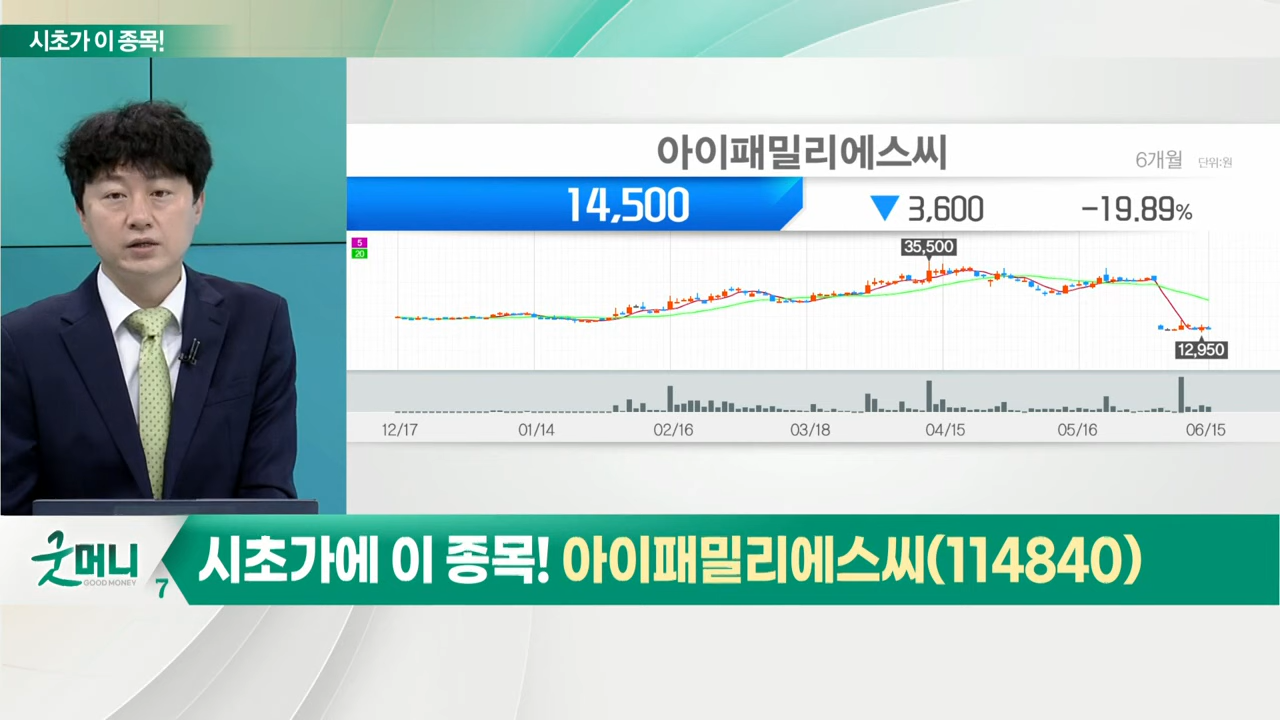 시초가 이 종목!
아이패밀리에스씨
6개월 단위:원
14,500 ▼ 3,600 -19.89%
5
20
35,500
12,950
12/17 01/14 02/16 03/18 04/15 05/16 06/15
굿머니
GOOD MONEY
7
시초가에 이 종목! 아이패밀리에스씨(114840)